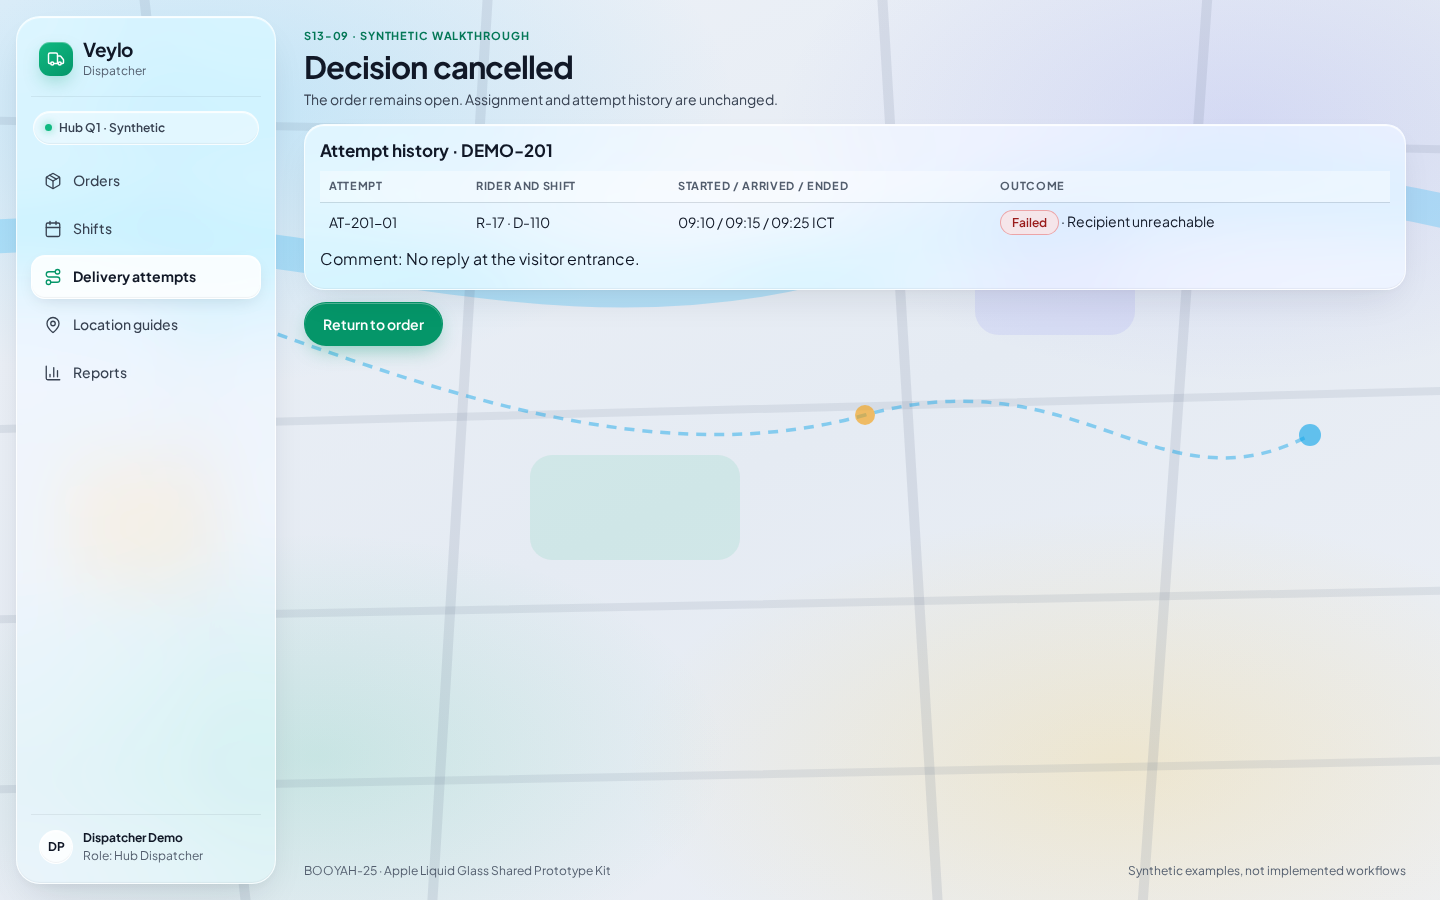 Veylo
Dispatcher
Hub Q1 · Synthetic
Orders
Shifts
Delivery attempts
Location guides
Reports
DP
Dispatcher Demo
Role: Hub Dispatcher
S13-09 · SYNTHETIC WALKTHROUGH
Decision cancelled
The order remains open. Assignment and attempt history are unchanged.
Attempt history · DEMO-201
ATTEMPT RIDER AND SHIFT STARTED / ARRIVED / ENDED OUTCOME
AT-201-01 R-17 · D-110 09:10 / 09:15 / 09:25 ICT Failed · Recipient unreachable
Comment: No reply at the visitor entrance.
Return to order
BOOYAH-25 · Apple Liquid Glass Shared Prototype Kit
Synthetic examples, not implemented workflows